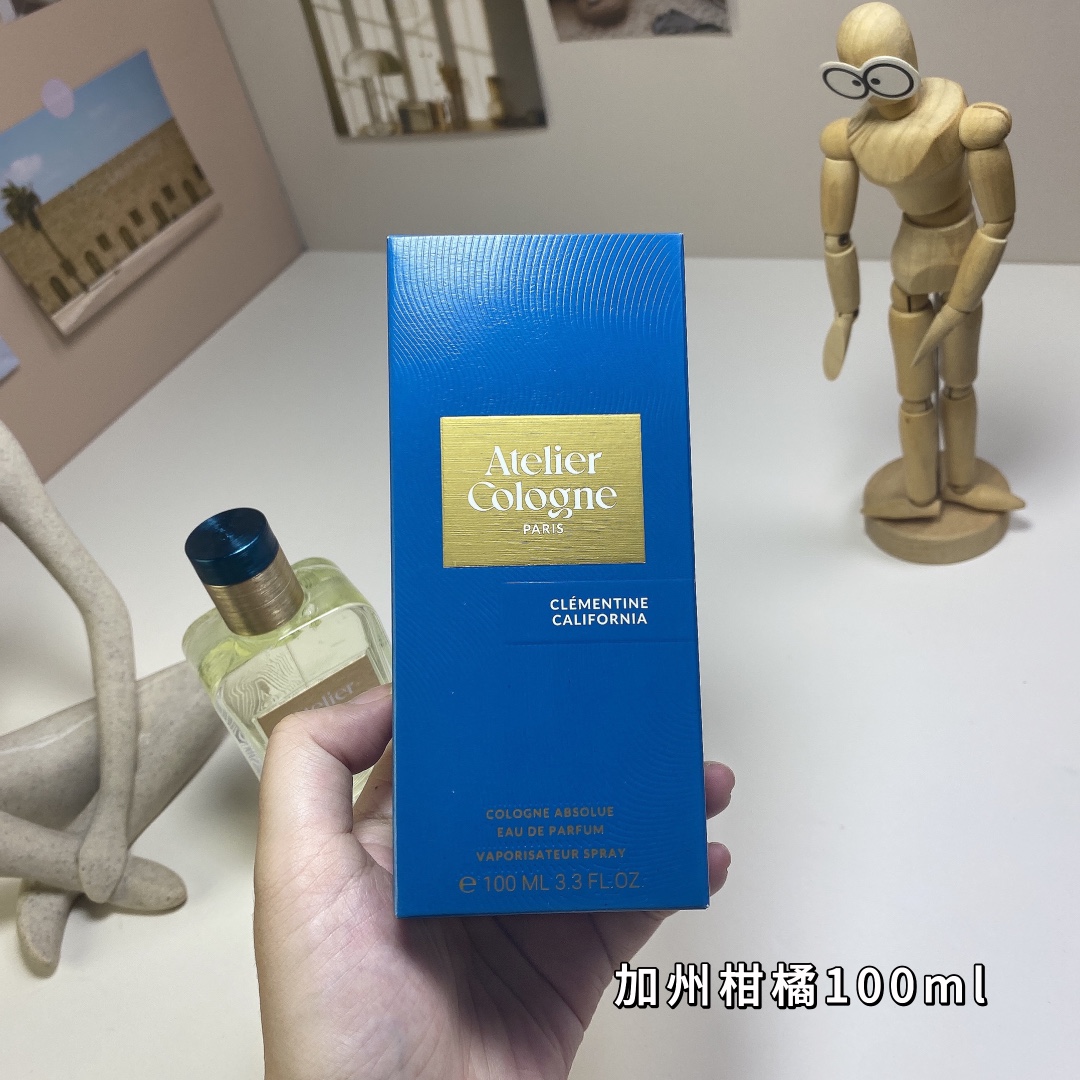 Atelier
Cologne
PARIS
CLÉMENTINE
CALIFORNIA
COLOGNE ABSOLUE
EAU DE PARFUM
VAPORISATEUR SPRAY
e 100 ML 3.3 FL.OZ.
加州柑橘100ml